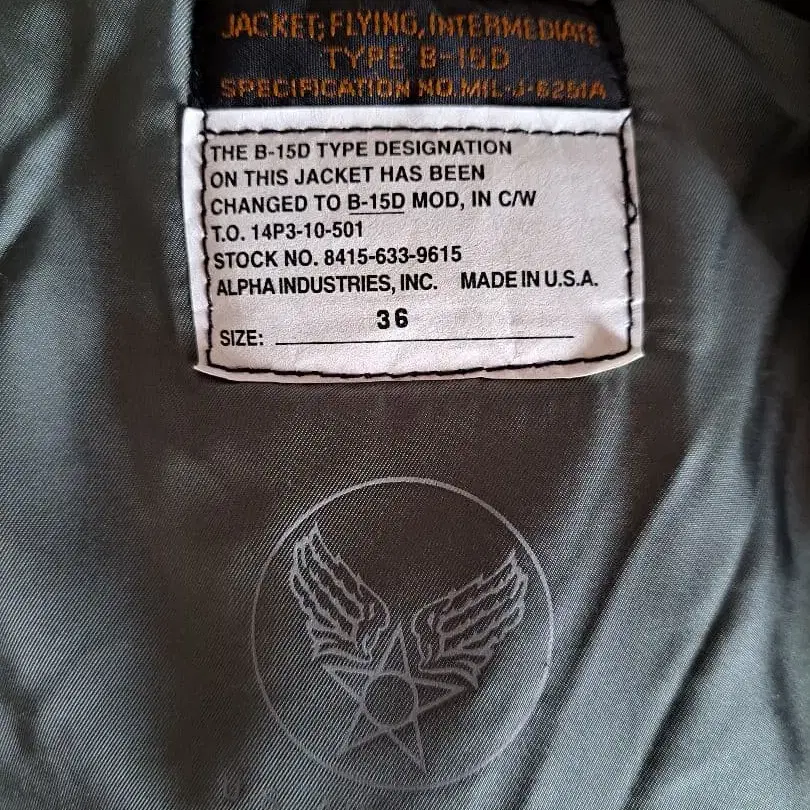 JACKET, FLYING, INTERMEDIATE
TYPE B-15D
SPECIFICATION NO. MIL-J-6251A
THE B-15D TYPE DESIGNATION
ON THIS JACKET HAS BEEN
CHANGED TO B-15D MOD, IN C/W
T.O. 14P3-10-501
STOCK NO. 8415-633-9615
ALPHA INDUSTRIES, INC. MADE IN U.S.A.
SIZE: 36